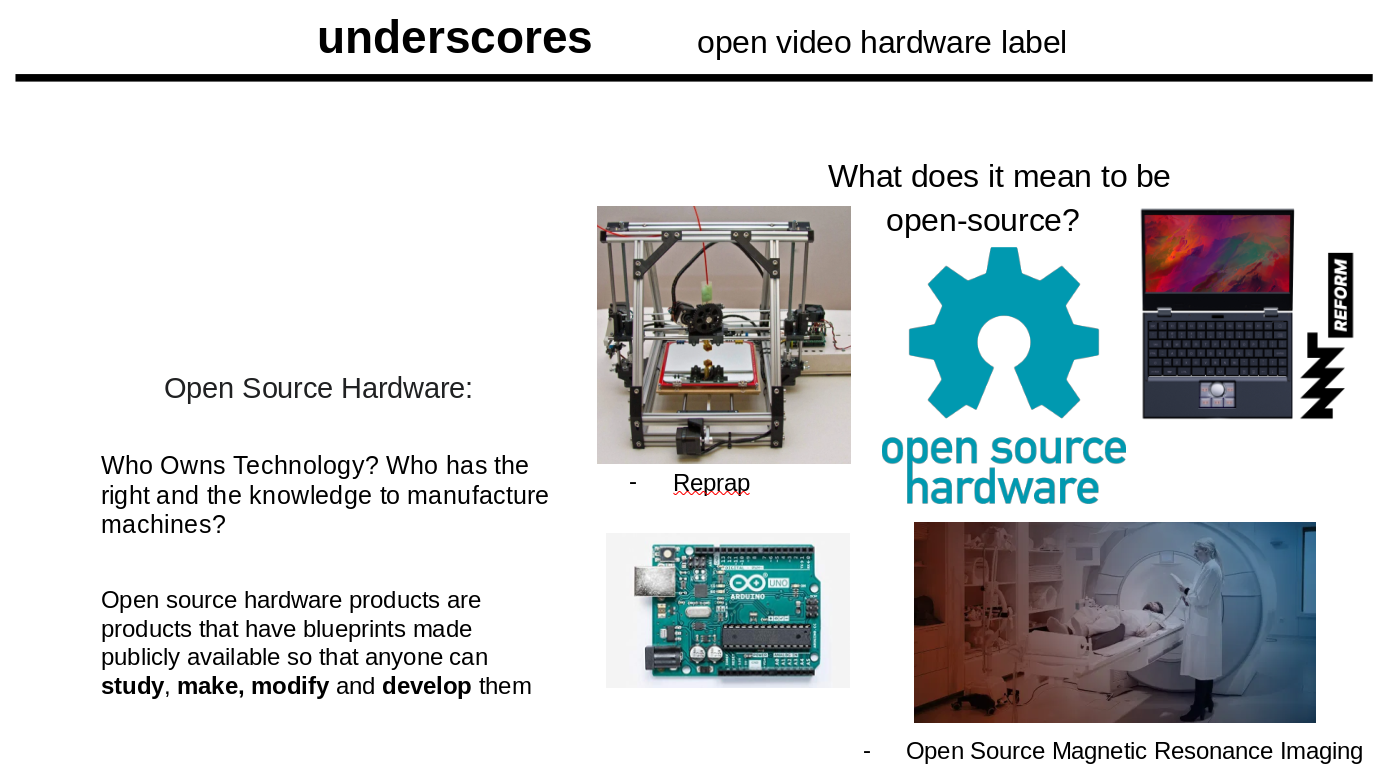 underscores open video hardware label
What does it mean to be
open-source?
REFORM
Open Source Hardware:
open source
hardware
Who Owns Technology? Who has the
right and the knowledge to manufacture
machines?
- Reprap
UNO
ARDUINO
Open source hardware products are
products that have blueprints made
publicly available so that anyone can
study, make, modify and develop them
- Open Source Magnetic Resonance Imaging